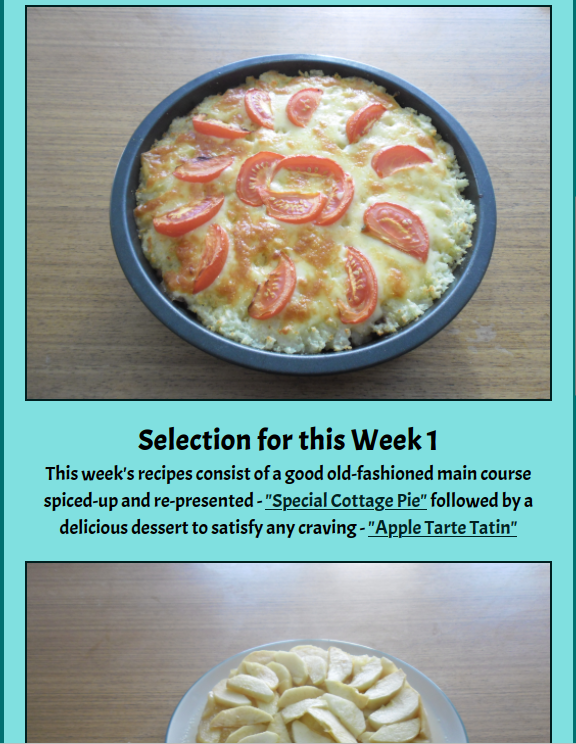 Selection for this Week 1
This week's recipes consist of a good old-fashioned main course
spiced-up and re-presented - "Special Cottage Pie" followed by a
delicious dessert to satisfy any craving - "Apple Tarte Tatin"